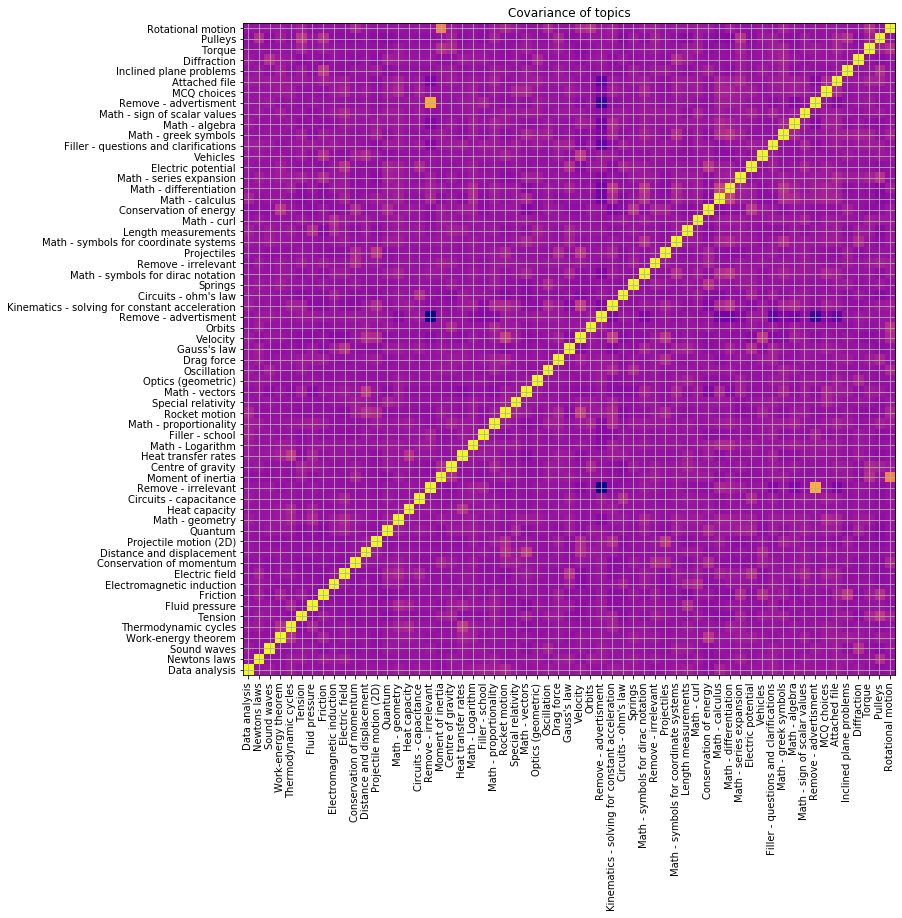 Covariance of topics
Rotational motion
Pulleys
Torque
Diffraction
Inclined plane problems
Attached file
MCQ choices
Remove - advertisment
Math - sign of scalar values
Math - algebra
Math - greek symbols
Filler - questions and clarifications
Vehicles
Electric potential
Math - series expansion
Math - differentiation
Math - calculus
Conservation of energy
Math - curl
Length measurements
Math - symbols for coordinate systems
Projectiles
Remove - irrelevant
Math - symbols for dirac notation
Springs
Circuits - ohm's law
Kinematics - solving for constant acceleration
Remove - advertisment
Orbits
Velocity
Gauss's law
Drag force
Oscillation
Optics (geometric)
Math - vectors
Special relativity
Rocket motion
Math - proportionality
Filler - school
Math - Logarithm
Heat transfer rates
Centre of gravity
Moment of inertia
Remove - irrelevant
Circuits - capacitance
Heat capacity
Math - geometry
Quantum
Projectile motion (2D)
Distance and displacement
Conservation of momentum
Electric field
Electromagnetic induction
Friction
Fluid pressure
Tension
Thermodynamic cycles
Work-energy theorem
Sound waves
Newtons laws
Data analysis
Data analysis
Newtons laws
Sound waves
Work-energy theorem
Thermodynamic cycles
Tension
Fluid pressure
Friction
Electromagnetic induction
Electric field
Conservation of momentum
Distance and displacement
Projectile motion (2D)
Quantum
Math - geometry
Heat capacity
Circuits - capacitance
Remove - irrelevant
Moment of inertia
Centre of gravity
Heat transfer rates
Math - Logarithm
Filler - school
Math - proportionality
Rocket motion
Special relativity
Math - vectors
Optics (geometric)
Oscillation
Drag force
Gauss's law
Velocity
Orbits
Remove - advertisment
Kinematics - solving for constant acceleration
Circuits - ohm's law
Springs
Math - symbols for dirac notation
Remove - irrelevant
Projectiles
Math - symbols for coordinate systems
Length measurements
Math - curl
Conservation of energy
Math - calculus
Math - differentiation
Math - series expansion
Electric potential
Vehicles
Filler - questions and clarifications
Math - greek symbols
Math - algebra
Math - sign of scalar values
Remove - advertisment
MCQ choices
Attached file
Inclined plane problems
Diffraction
Torque
Pulleys
Rotational motion